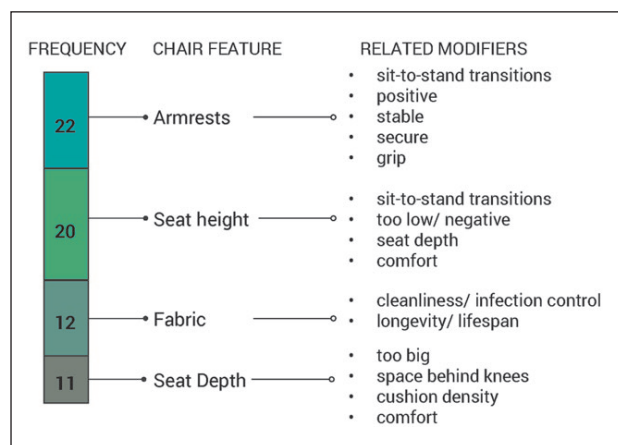 FREQUENCY CHAIR FEATURE RELATED MODIFIERS
22
Armrests
• sit-to-stand transitions
• positive
• stable
• secure
• grip
20
Seat height
• sit-to-stand transitions
• too low/ negative
• seat depth
• comfort
12
Fabric
• cleanliness/ infection control
• longevity/ lifespan
11
Seat Depth
• too big
• space behind knees
• cushion density
• comfort